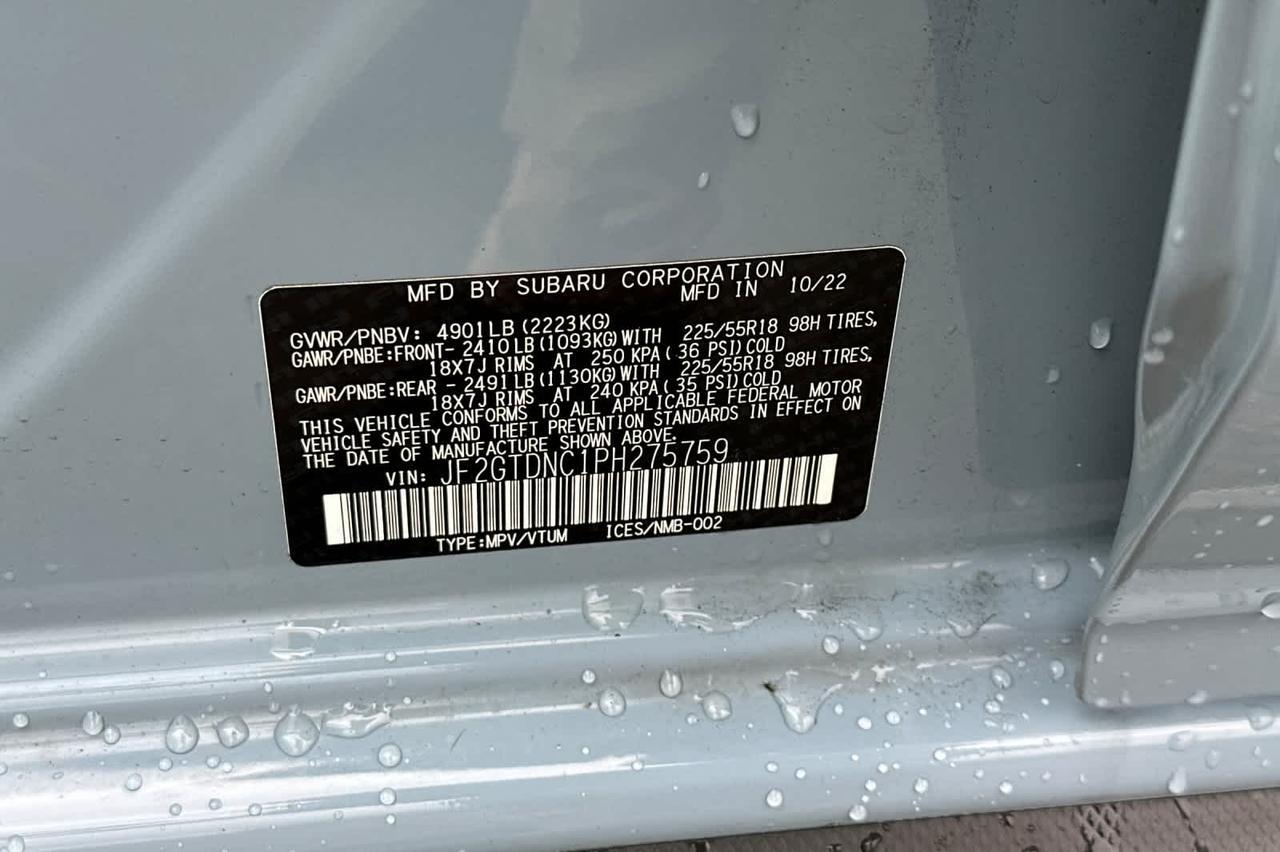 MFD BY SUBARU CORPORATION
MFD IN 10/22
GVWR/PNBV: 4901LB(2223KG)
GAWR/PNBE:FRONT- 2410LB(1093KG)WITH 225/55R18 98H TIRES,
18X7J RIMS AT 250 KPA( 36 PSI)COLD
GAWR/PNBE:REAR - 2491LB(1130KG)WITH 225/55R18 98H TIRES,
18X7J RIMS AT 240 KPA( 35 PSI)COLD
THIS VEHICLE CONFORMS TO ALL APPLICABLE FEDERAL MOTOR
VEHICLE SAFETY AND THEFT PREVENTION STANDARDS IN EFFECT ON
THE DATE OF MANUFACTURE SHOWN ABOVE.
VIN: JF2GTDNC1PH275759
TYPE:MPV/VTUM ICES/NMB-002